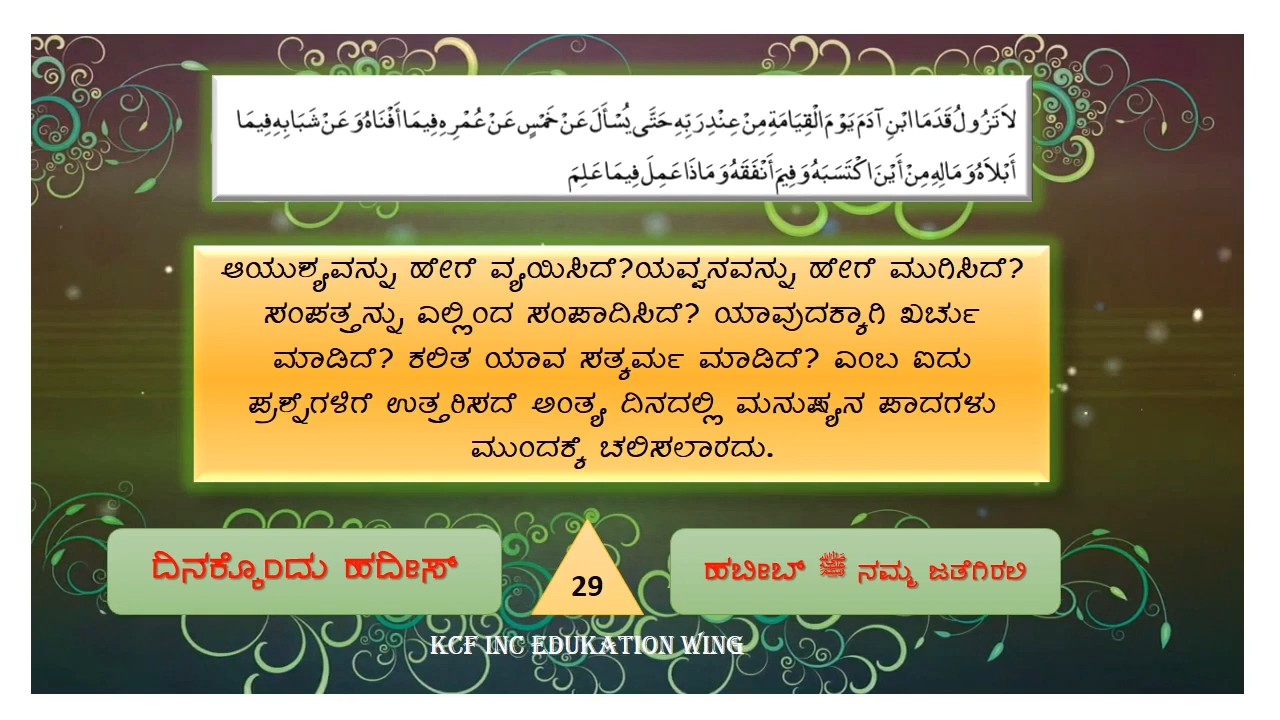 لاَ تَزُولُ قَدَمَا ابْنِ آدَمَ يَوْمَ الْقِيَامَةِ مِنْ عِنْدِ رَبِّهِ حَتَّى يُسْأَلَ عَنْ خَمْسٍ عَنْ عُمْرِهِ فِيمَا أَفْنَاهُ وَعَنْ شَبَابِهِ فِيمَا
أَبْلاَهُ وَمَالِهِ مِنْ أَيْنَ اكْتَسَبَهُ وَفِيمَ أَنْفَقَهُ وَمَاذَا عَمِلَ فِيمَا عَلِمَ
ಆಯುಶ್ಯವನ್ನು ಹೇಗೆ ವ್ಯಯಿಸಿದೆ?ಯವ್ವನವನ್ನು ಹೇಗೆ ಮುಗಿಸಿದೆ?
ಸಂಪತ್ತನ್ನು ಎಲ್ಲಿಂದ ಸಂಪಾದಿಸಿದೆ? ಯಾವುದಕ್ಕಾಗಿ ಖರ್ಚು
ಮಾಡಿದೆ? ಕಲಿತ ಯಾವ ಸತ್ಕರ್ಮ ಮಾಡಿದೆ? ಎಂಬ ಐದು
ಪ್ರಶ್ನೆಗಳಿಗೆ ಉತ್ತರಿಸದೆ ಅಂತ್ಯ ದಿನದಲ್ಲಿ ಮನುಷ್ಯನ ಪಾದಗಳು
ಮುಂದಕ್ಕೆ ಚಲಿಸಲಾರದು.
ದಿನಕ್ಕೊಂದು ಹದೀಸ್
29
ಹಬೀಬ್ ﷺ ನಮ್ಮ ಜತೆಗಿರಲಿ
KCF INC EDUKATION WING